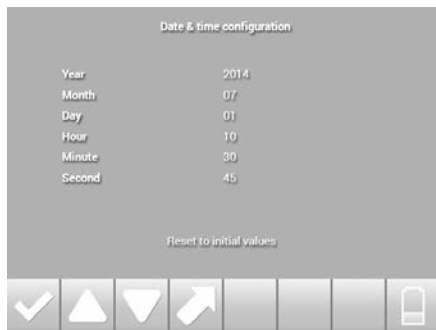 Date & time configuration
Year 2014
Month 07
Day 01
Hour 10
Minute 30
Second 45
Reset to initial values